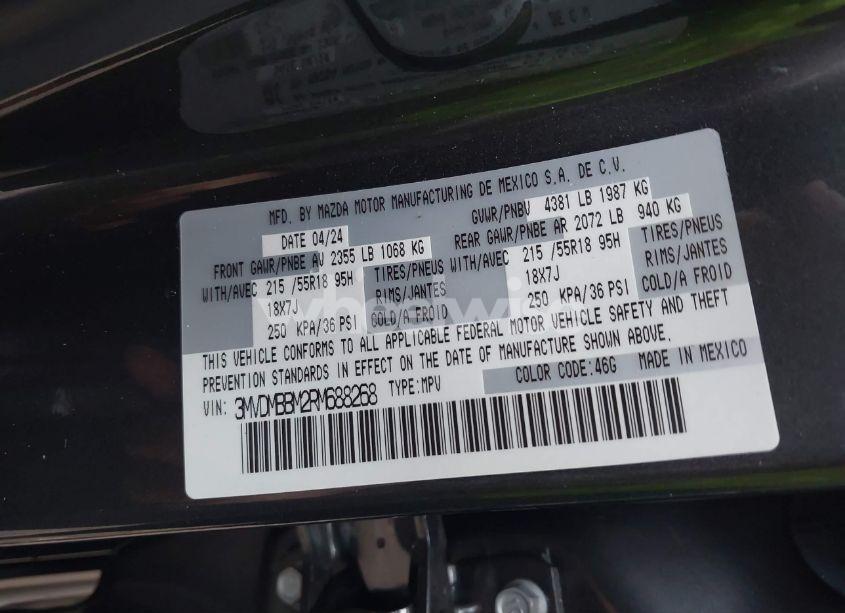 MFD. BY MAZDA MOTOR MANUFACTURING DE MEXICO S.A. DE C.V.
DATE 04/24 GVWR/PNBV 4381 LB 1987 KG
FRONT GAWR/PNBE AV 2355 LB 1068 KG REAR GAWR/PNBE AR 2072 LB 940 KG
WITH/AVEC 215 /55R18 95H TIRES/PNEUS WITH/AVEC 215 /55R18 95H TIRES/PNEUS
18X7J RIMS/JANTES 18X7J RIMS/JANTES
250 KPA/36 PSI COLD/A FROID 250 KPA/36 PSI COLD/A FROID
THIS VEHICLE CONFORMS TO ALL APPLICABLE FEDERAL MOTOR VEHICLE SAFETY AND THEFT
PREVENTION STANDARDS IN EFFECT ON THE DATE OF MANUFACTURE SHOWN ABOVE.
VIN: 3MVDMBBM2RM688268 TYPE:MPV COLOR CODE:46G MADE IN MEXICO